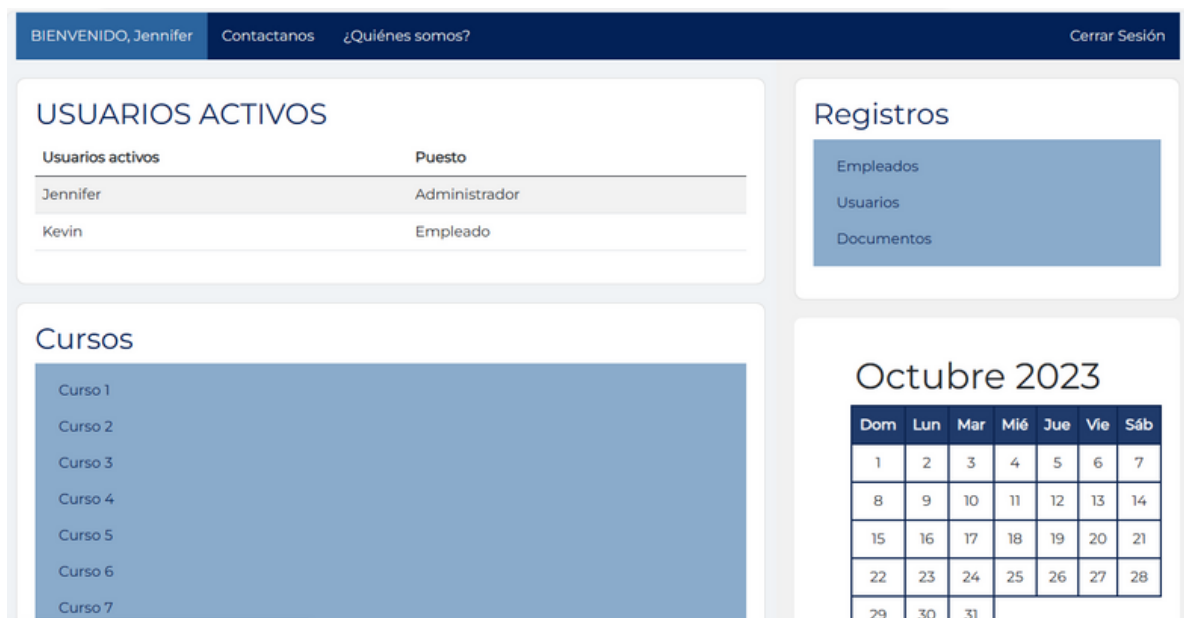 BIENVENIDO, Jennifer Contactanos ¿Quiénes somos? Cerrar Sesión
USUARIOS ACTIVOS
Usuarios activos Puesto
Jennifer Administrador
Kevin Empleado
Registros
Empleados
Usuarios
Documentos
Cursos
Curso 1
Curso 2
Curso 3
Curso 4
Curso 5
Curso 6
Curso 7
Octubre 2023
Dom Lun Mar Mié Jue Vie Sáb
1 2 3 4 5 6 7
8 9 10 11 12 13 14
15 16 17 18 19 20 21
22 23 24 25 26 27 28
29 30 31